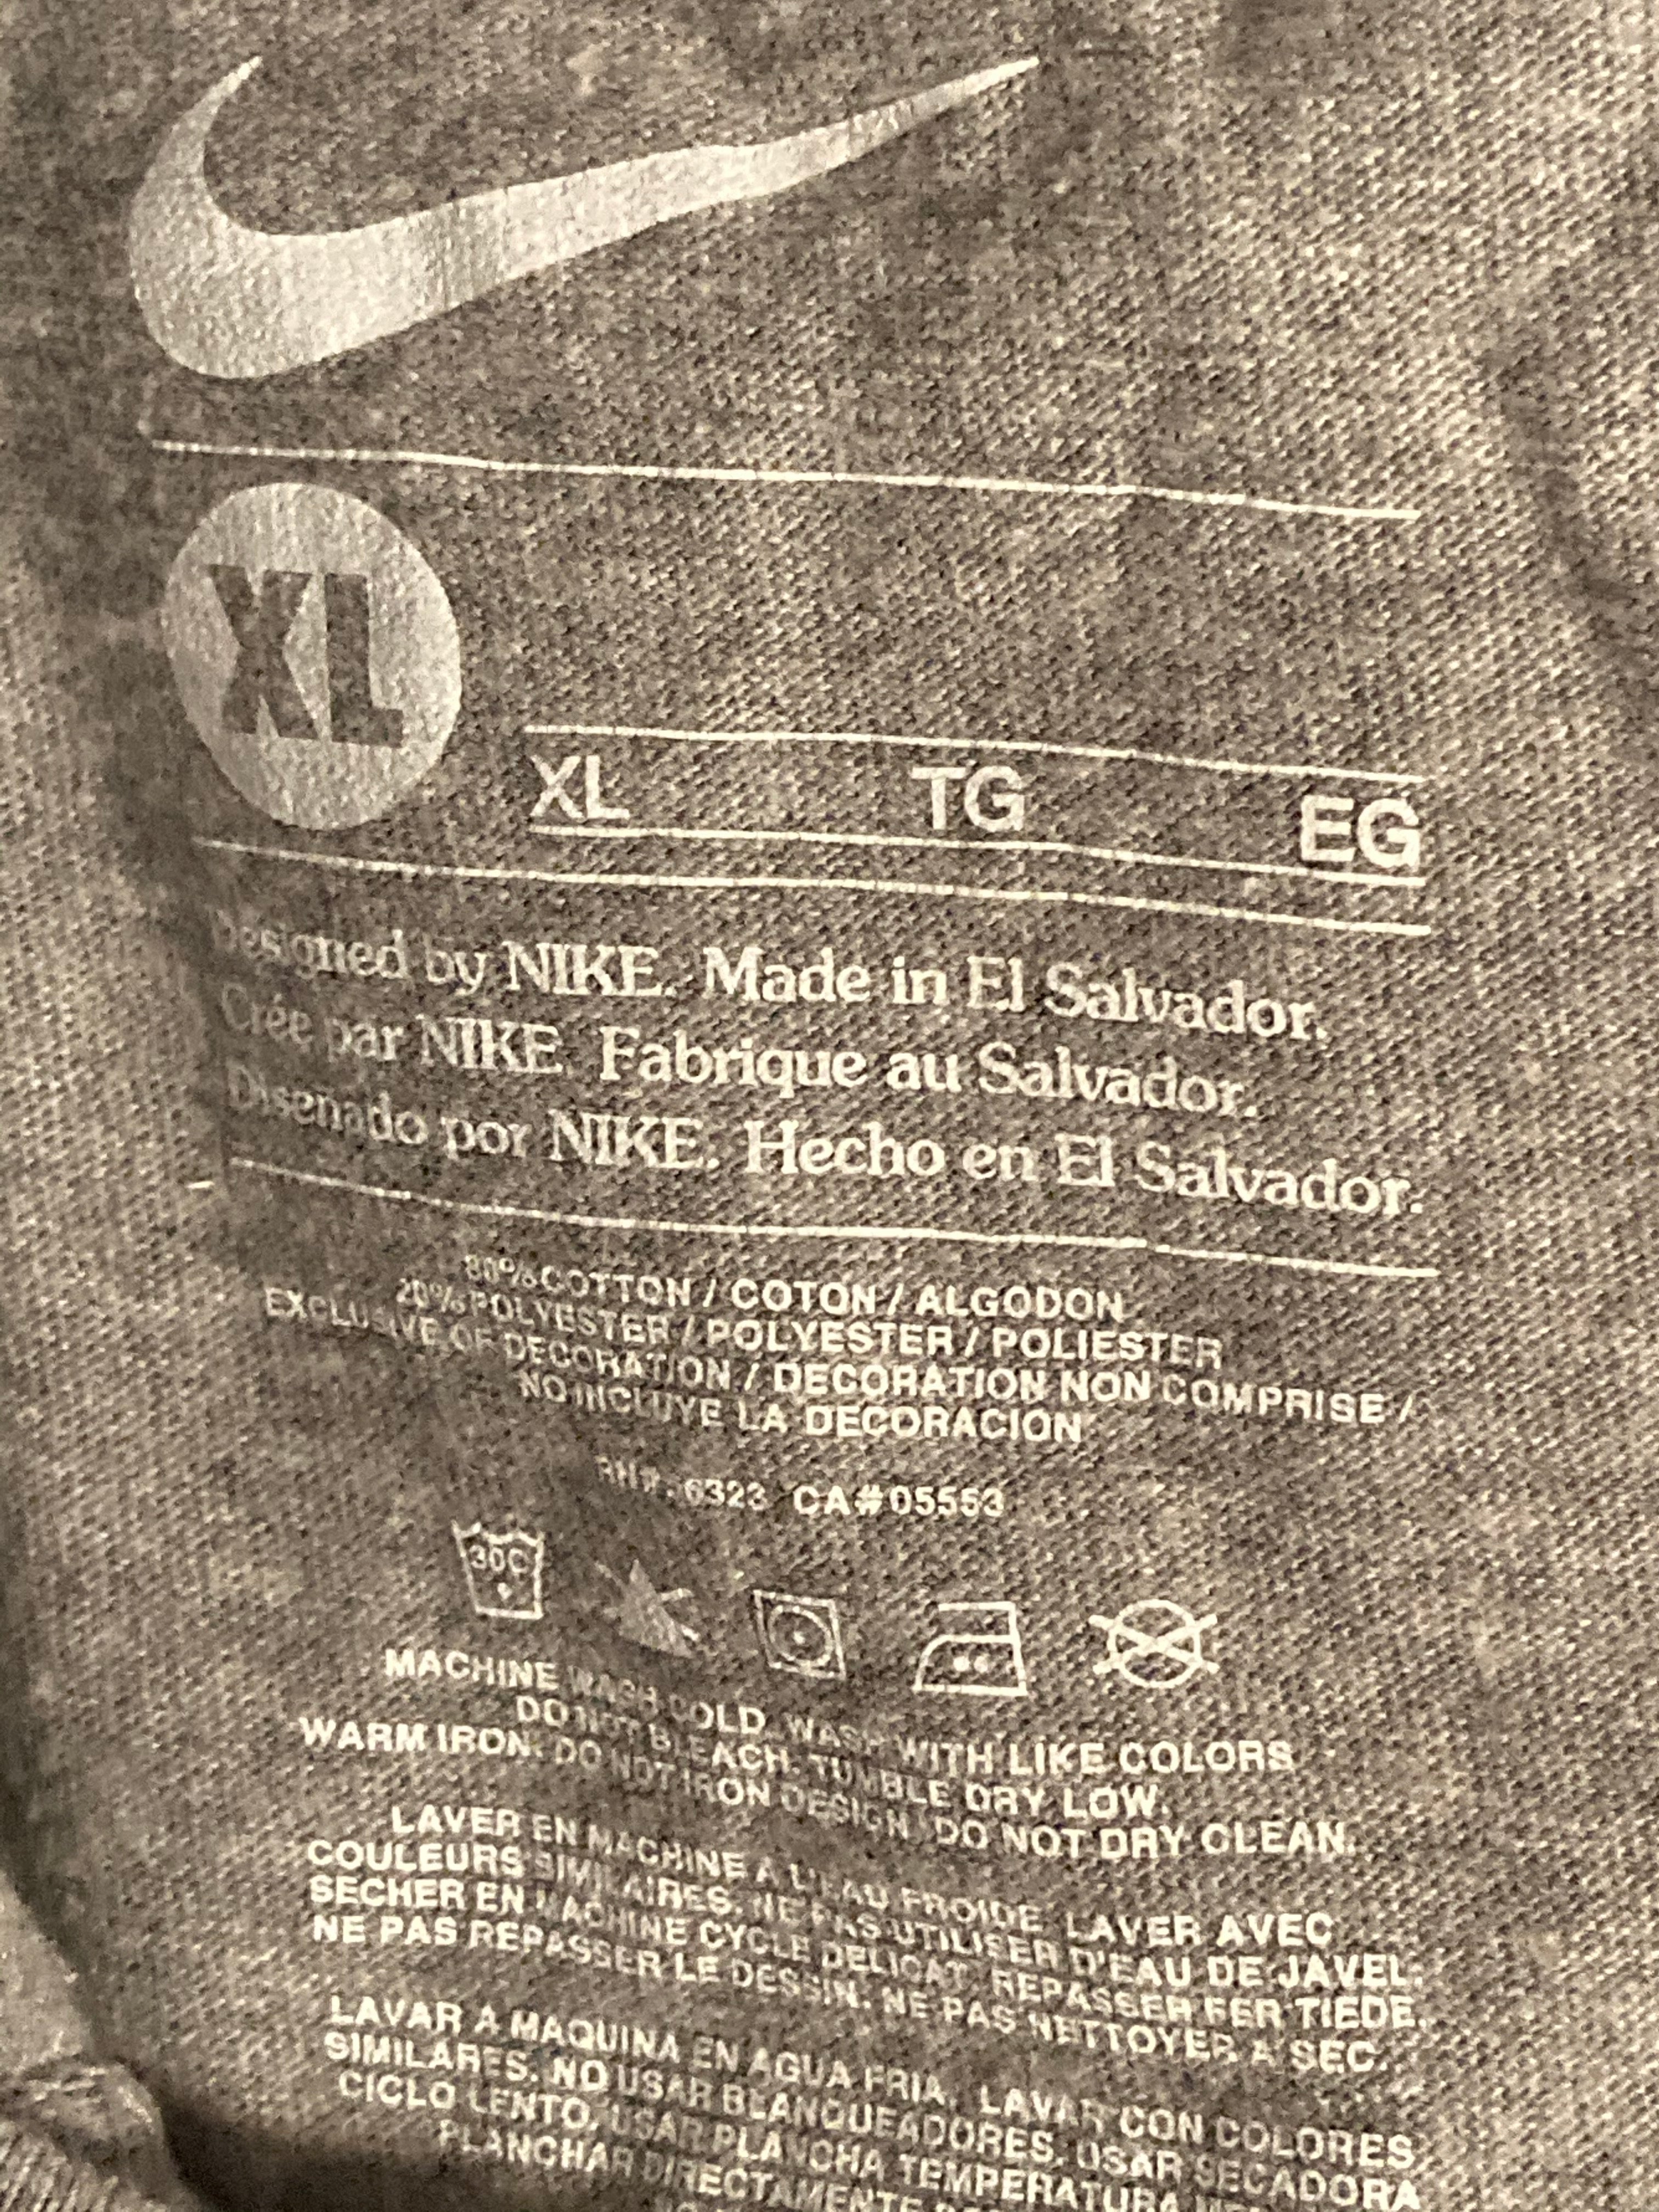 XL
XL TG EG
Designed by NIKE. Made in El Salvador.
Crée par NIKE. Fabrique au Salvador.
Disenado por NIKE. Hecho en El Salvador.
80% COTTON / COTON / ALGODON
20% POLYESTER / POLYESTER / POLIESTER
EXCLUSIVE OF DECORATION / DECORATION NON COMPRISE /
NO INCLUYE LA DECORACION
6323 CA#05553
30C
MACHINE WASH COLD. WASH WITH LIKE COLORS
DO NOT BLEACH. TUMBLE DRY LOW.
WARM IRON. DO NOT IRON DESIGN. DO NOT DRY CLEAN.
LAVER EN MACHINE A L'EAU FROIDE. LAVER AVEC
COULEURS SIMILAIRES. NE PAS UTILISER D'EAU DE JAVEL.
SECHER EN MACHINE CYCLE DELICAT. REPASSER FER TIEDE.
NE PAS REPASSER LE DESSIN. NE PAS NETTOYER A SEC.
LAVAR A MAQUINA EN AGUA FRIA. LAVAR CON COLORES
SIMILARES. NO USAR BLANQUEADORES. USAR SECADORA
CICLO LENTO. USAR PLANCHA TEMPERATURA
PLANCHAR DIRECTAMENTE